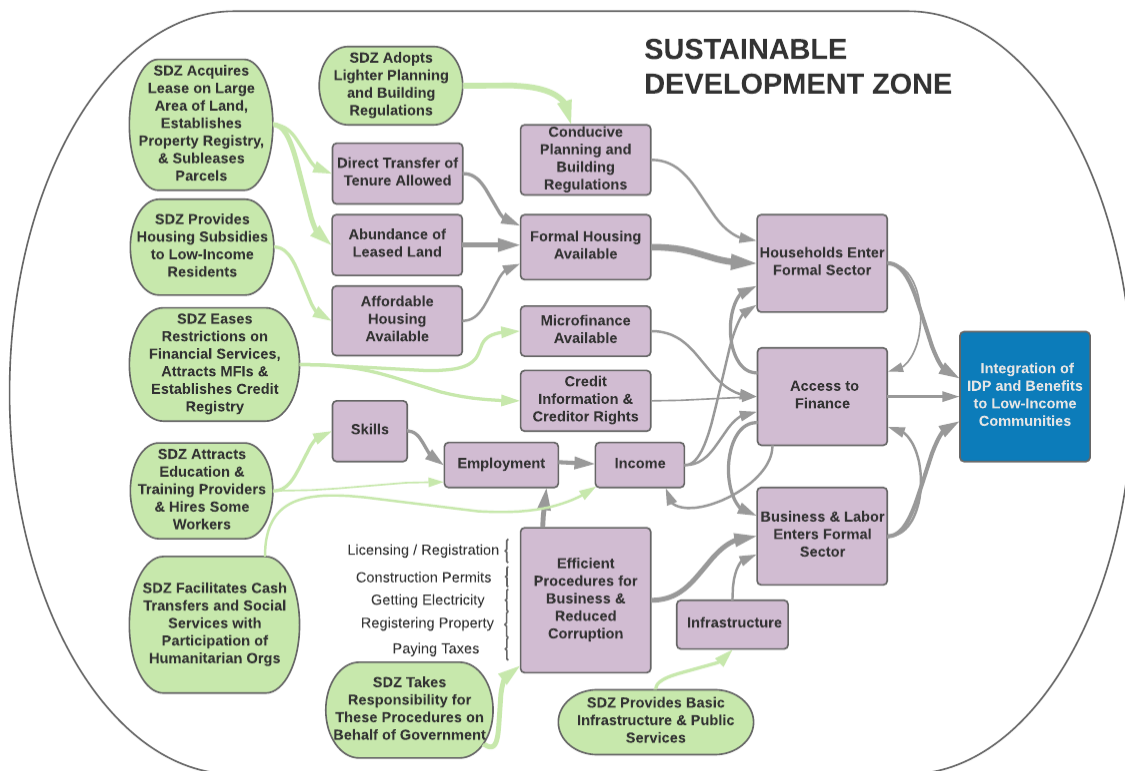 SUSTAINABLE
DEVELOPMENT ZONE
SDZ Acquires
Lease on Large
Area of Land,
Establishes
Property Registry,
& Subleases
Parcels
SDZ Adopts
Lighter Planning
and Building
Regulations
Conducive
Planning and
Building
Regulations
Direct Transfer of
Tenure Allowed
SDZ Provides
Housing Subsidies
to Low-Income
Residents
Abundance of
Leased Land
Formal Housing
Available
Households Enter
Formal Sector
Affordable
Housing
Available
SDZ Eases
Restrictions on
Financial Services,
Attracts MFIs &
Establishes Credit
Registry
Microfinance
Available
Credit
Information &
Creditor Rights
Access to
Finance
Integration of
IDP and Benefits
to Low-Income
Communities
Skills
Employment
Income
SDZ Attracts
Education &
Training Providers
& Hires Some
Workers
Business & Labor
Enters Formal
Sector
Licensing / Registration
Construction Permits
Getting Electricity
Registering Property
Paying Taxes
Efficient
Procedures for
Business &
Reduced
Corruption
SDZ Facilitates Cash
Transfers and Social
Services with
Participation of
Humanitarian Orgs
Infrastructure
SDZ Takes
Responsibility for
These Procedures on
Behalf of Government
SDZ Provides Basic
Infrastructure & Public
Services